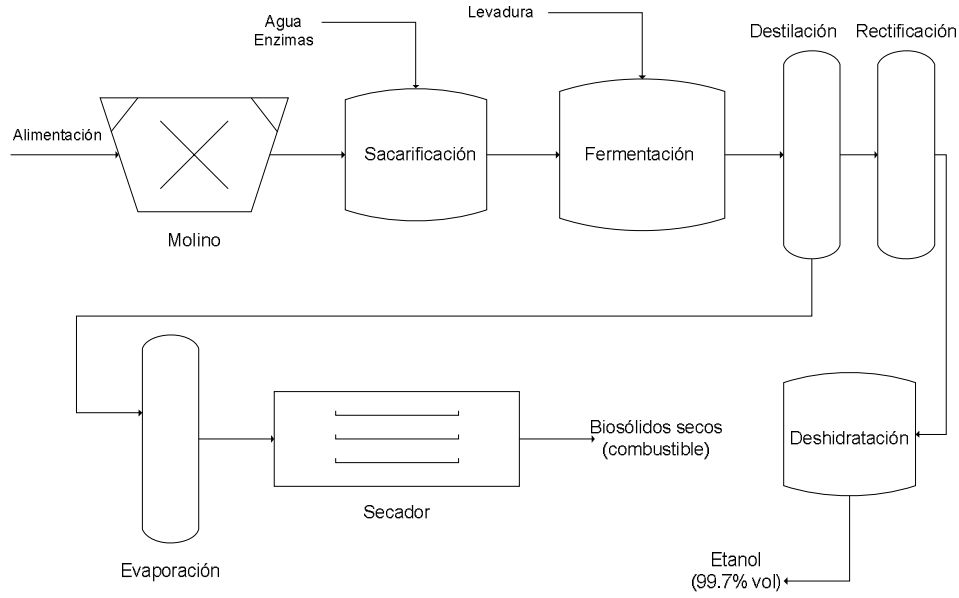 Levadura
Agua
Enzimas
Destilación
Rectificación
Alimentación
Sacarificación
Fermentación
Molino
Biosólidos secos
(combustible)
Deshidratación
Secador
Evaporación
Etanol
(99.7% vol)